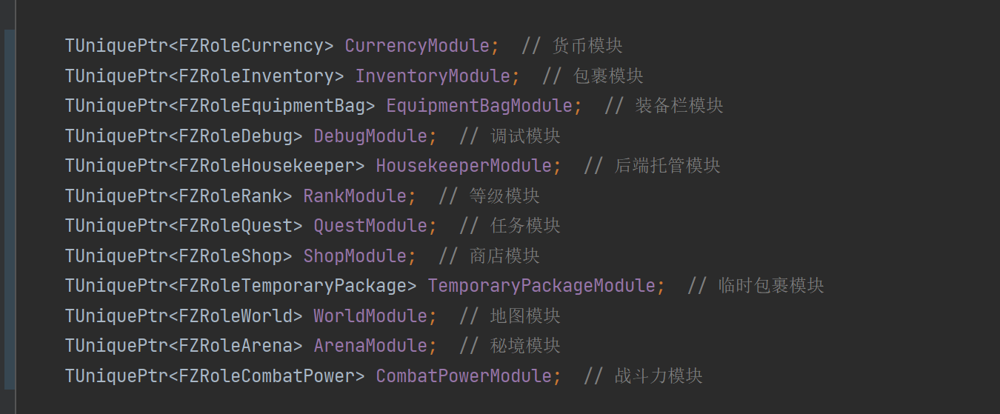 TUniquePtr<FZRoleCurrency> CurrencyModule;  // 货币模块
TUniquePtr<FZRoleInventory> InventoryModule;  // 包裹模块
TUniquePtr<FZRoleEquipmentBag> EquipmentBagModule;  // 装备栏模块
TUniquePtr<FZRoleDebug> DebugModule;  // 调试模块
TUniquePtr<FZRoleHousekeeper> HousekeeperModule;  // 后端托管模块
TUniquePtr<FZRoleRank> RankModule;  // 等级模块
TUniquePtr<FZRoleQuest> QuestModule;  // 任务模块
TUniquePtr<FZRoleShop> ShopModule;  // 商店模块
TUniquePtr<FZRoleTemporaryPackage> TemporaryPackageModule;  // 临时包裹模块
TUniquePtr<FZRoleWorld> WorldModule;  // 地图模块
TUniquePtr<FZRoleArena> ArenaModule;  // 秘境模块
TUniquePtr<FZRoleCombatPower> CombatPowerModule;  // 战斗力模块